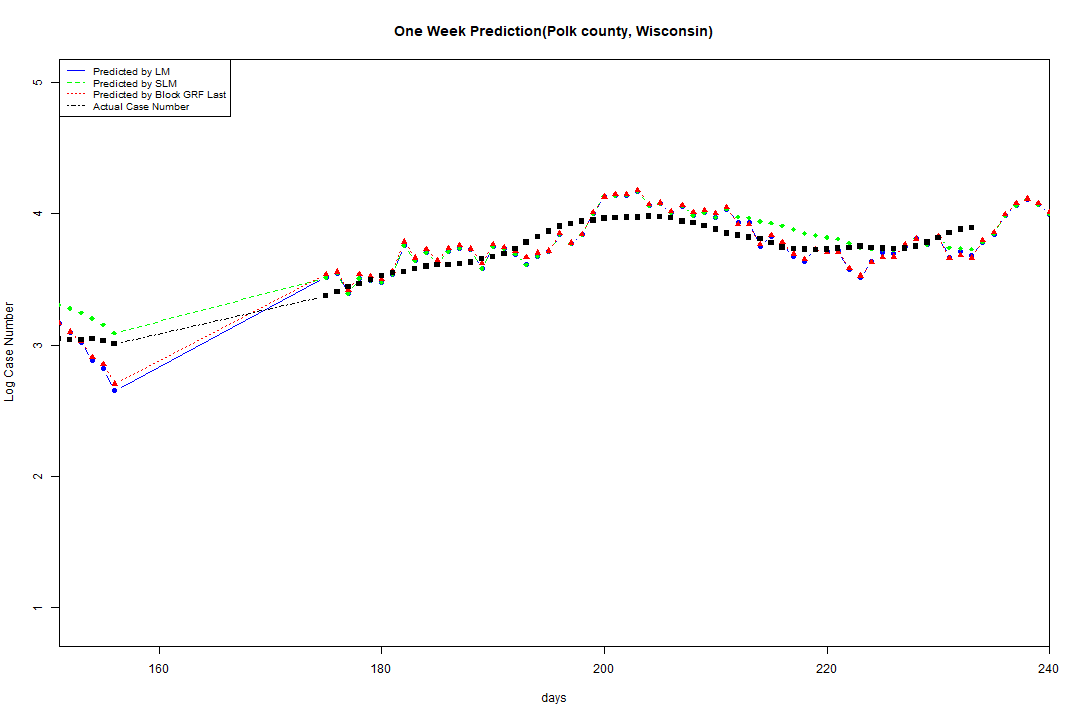 One Week Prediction(Polk county, Wisconsin)
Predicted by LM
Predicted by SLM
Predicted by Block GRF Last
Actual Case Number
5
4
3
2
1
Log Case Number
160 180 200 220 240
days